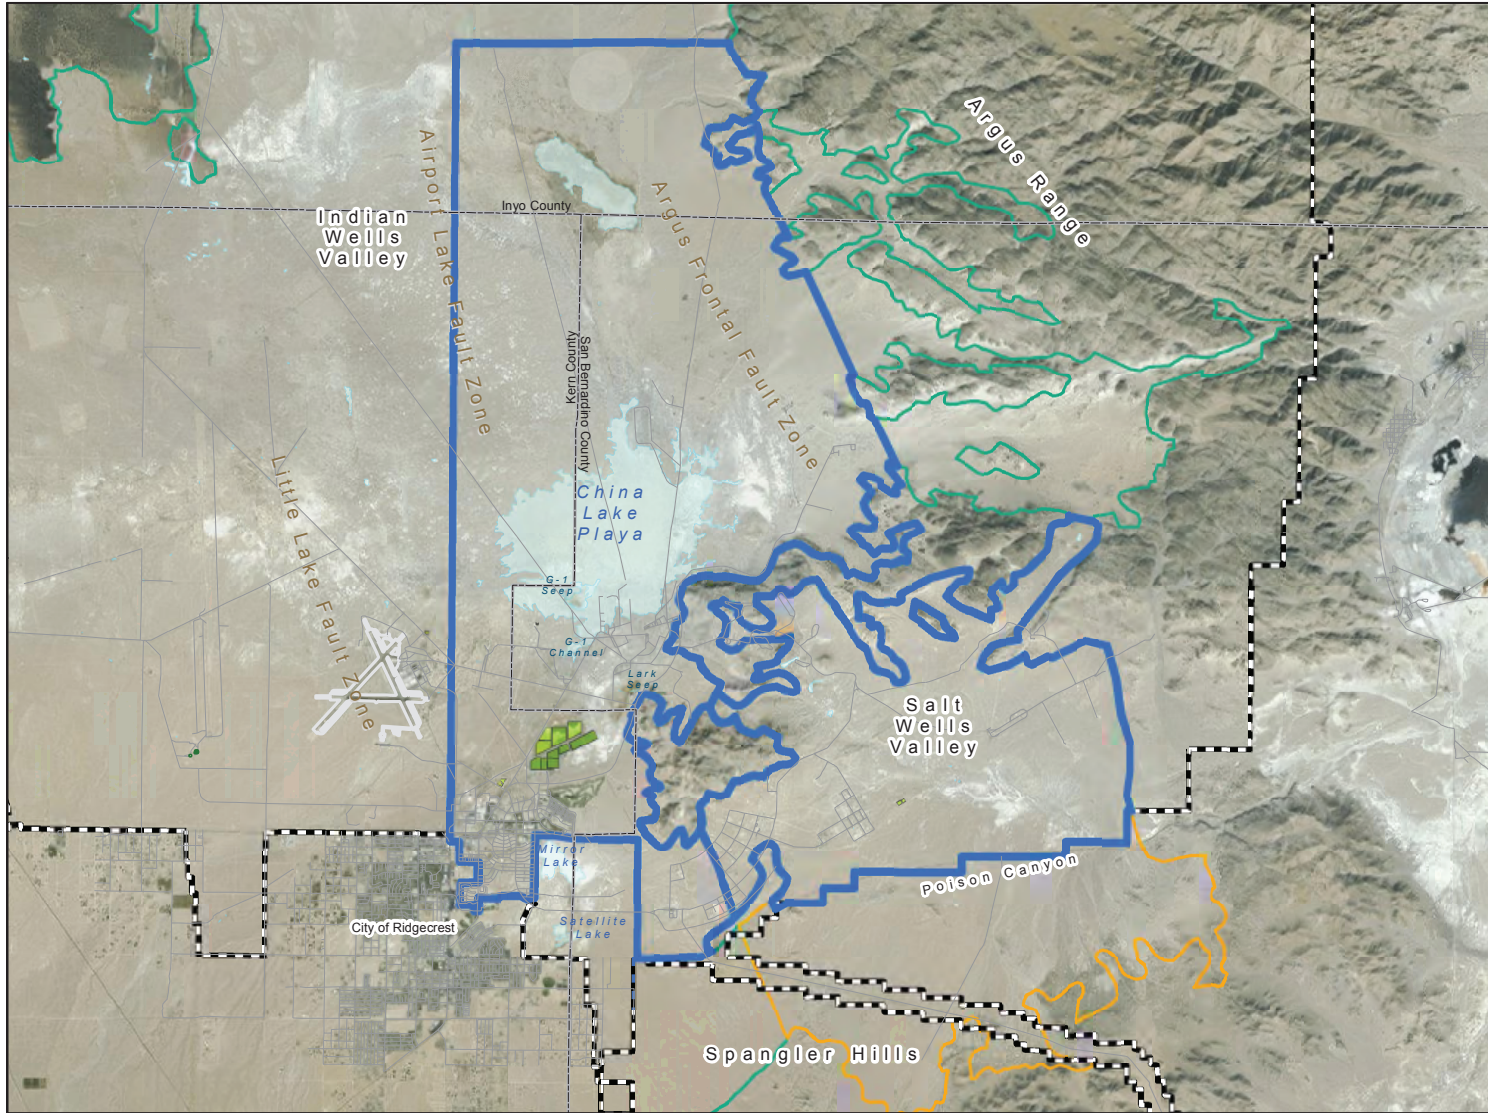 Argus Range
Airport Lake Fault Zone
Argus Frontal Fault Zone
Inyo County
Indian
Wells
Valley
Kern County
San Bernardino County
Little Lake Fault Zone
China
Lake
Playa
G-1
Seep
G-1
Channel
Lark
Seep
Salt
Wells
Valley
Mirror
Lake
Poison Canyon
City of Ridgecrest
Satellite
Lake
Spangler Hills